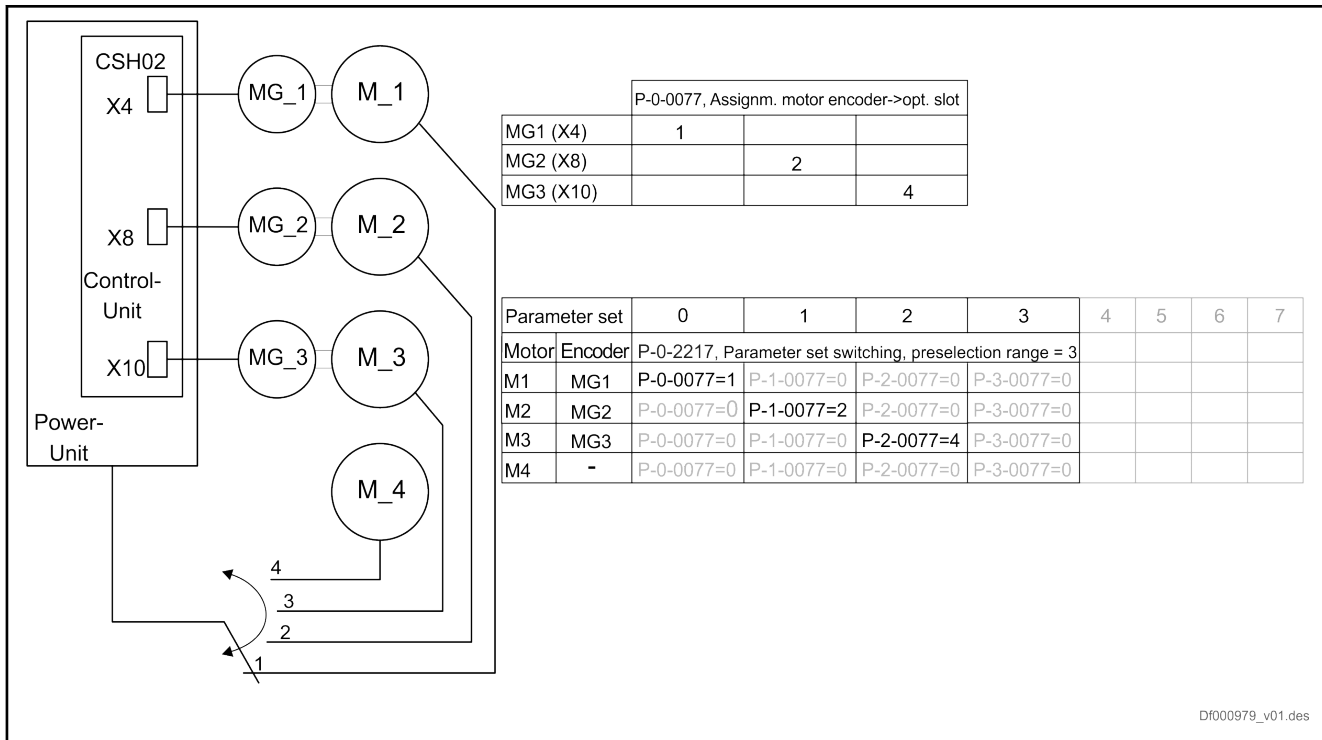 CSH02
X4
MG_1
M_1
X8
MG_2
M_2
Control-
Unit
X10
MG_3
M_3
Power-
Unit
M_4
4
3
2
1
P-0-0077, Assignm. motor encoder->opt. slot
MG1 (X4) 1
MG2 (X8) 2
MG3 (X10) 4
Parameter set 0 1 2 3 4 5 6 7
Motor Encoder P-0-2217, Parameter set switching, preselection range = 3
M1 MG1 P-0-0077=1 P-1-0077=0 P-2-0077=0 P-3-0077=0
M2 MG2 P-0-0077=0 P-1-0077=2 P-2-0077=0 P-3-0077=0
M3 MG3 P-0-0077=0 P-1-0077=0 P-2-0077=4 P-3-0077=0
M4 - P-0-0077=0 P-1-0077=0 P-2-0077=0 P-3-0077=0
Df000979_v01.des